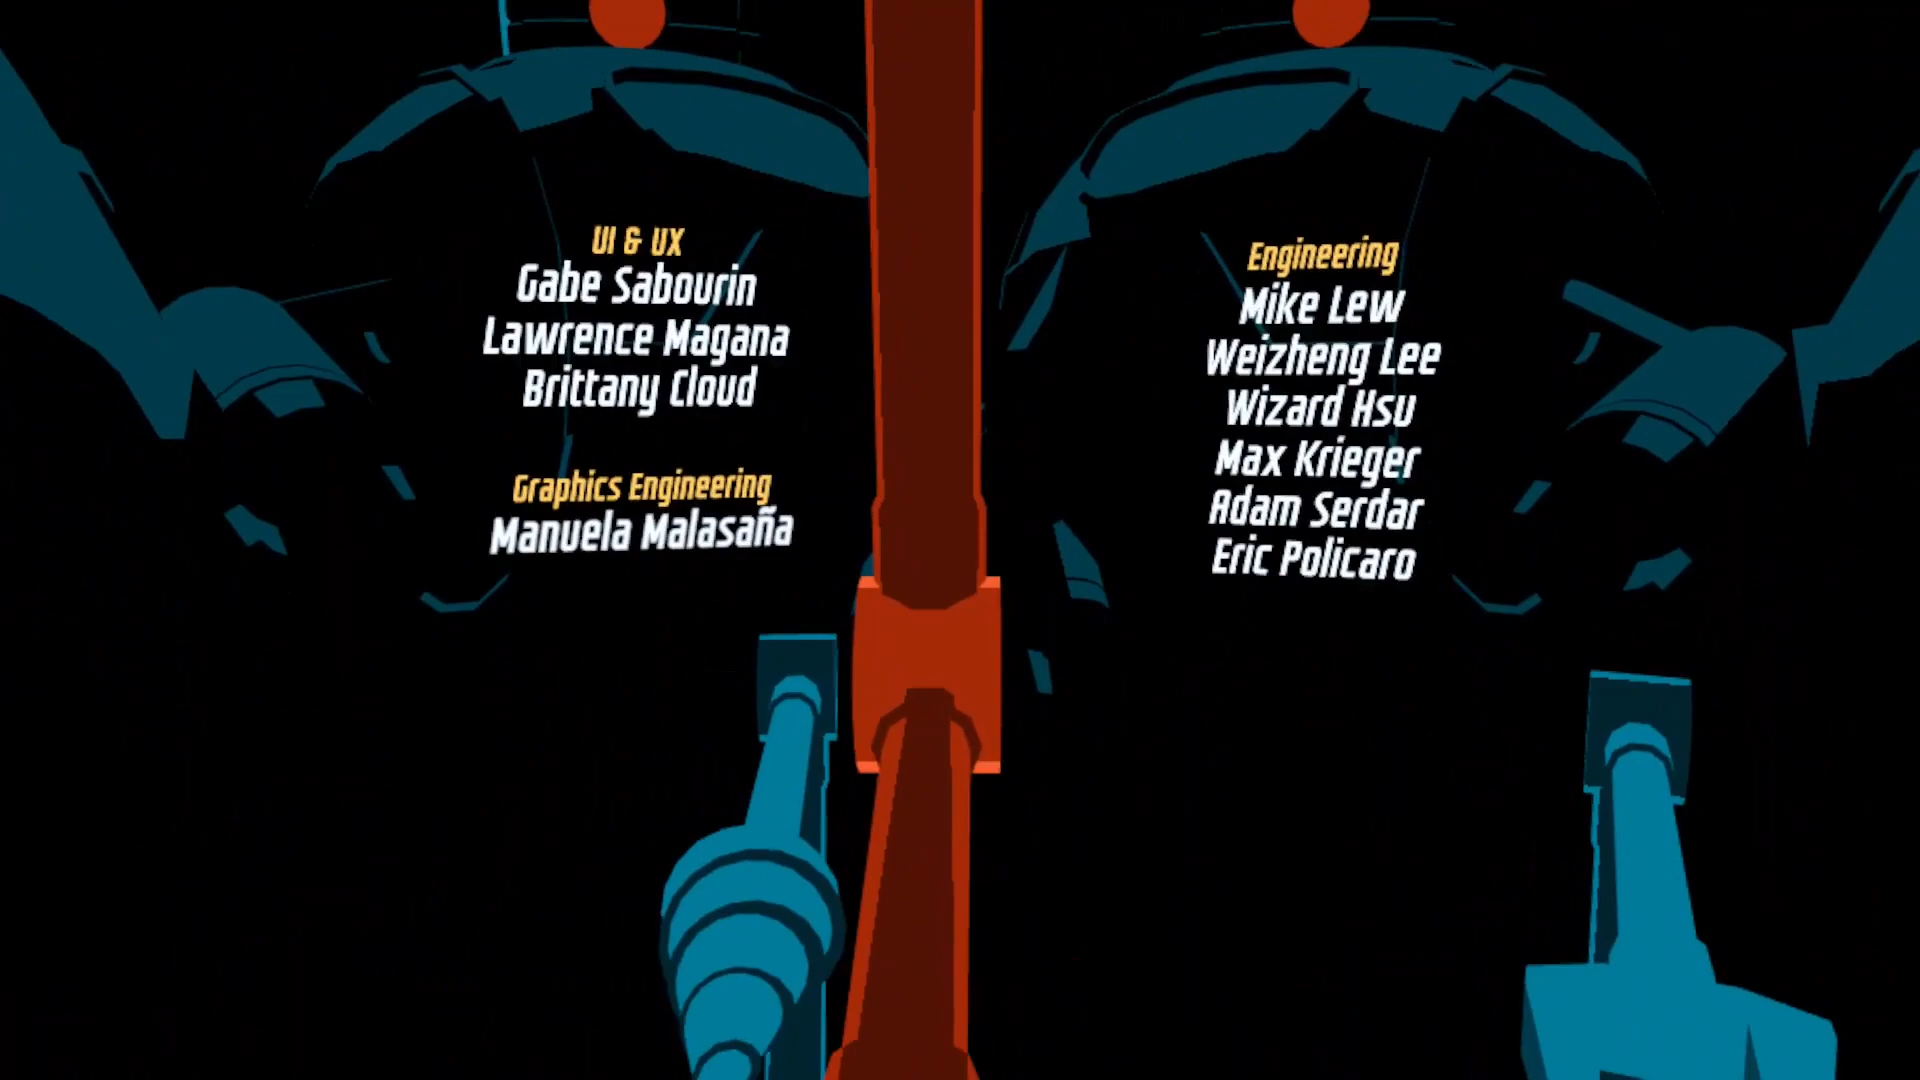 UI & UX
Gabe Sabourin
Lawrence Magana
Brittany Cloud
Graphics Engineering
Manuela Malasaña
Engineering
Mike Lew
Weizheng Lee
Wizard Hsu
Max Krieger
Adam Serdar
Eric Policaro